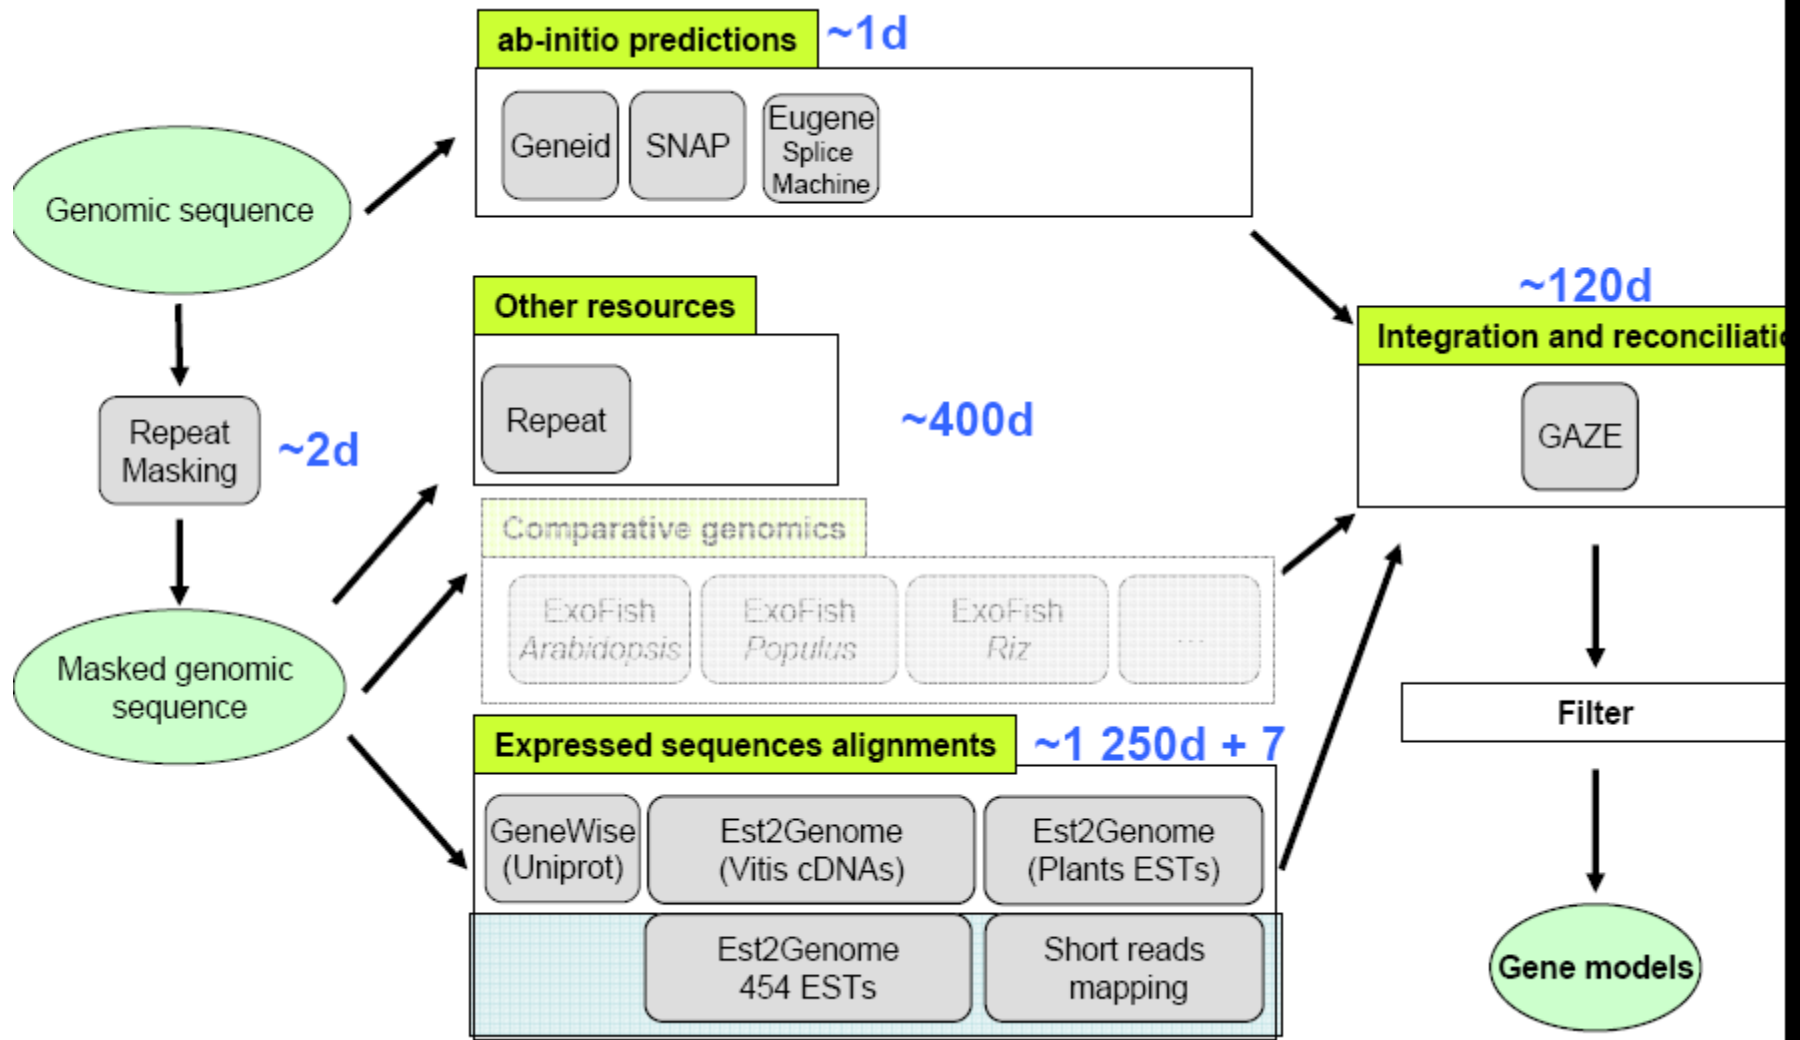 ab-initio predictions
~1d
Geneid
SNAP
Eugene
Splice
Machine
Genomic sequence
Other resources
~120d
Integration and reconciliatio
Repeat
~400d
GAZE
Repeat
Masking
~2d
Comparative genomics
ExoFish
Arabidopsis
ExoFish
Populus
ExoFish
Riz
...
Masked genomic
sequence
Filter
Expressed sequences alignments
~1 250d + 7
GeneWise
(Uniprot)
Est2Genome
(Vitis cDNAs)
Est2Genome
(Plants ESTs)
Est2Genome
454 ESTs
Short reads
mapping
Gene models